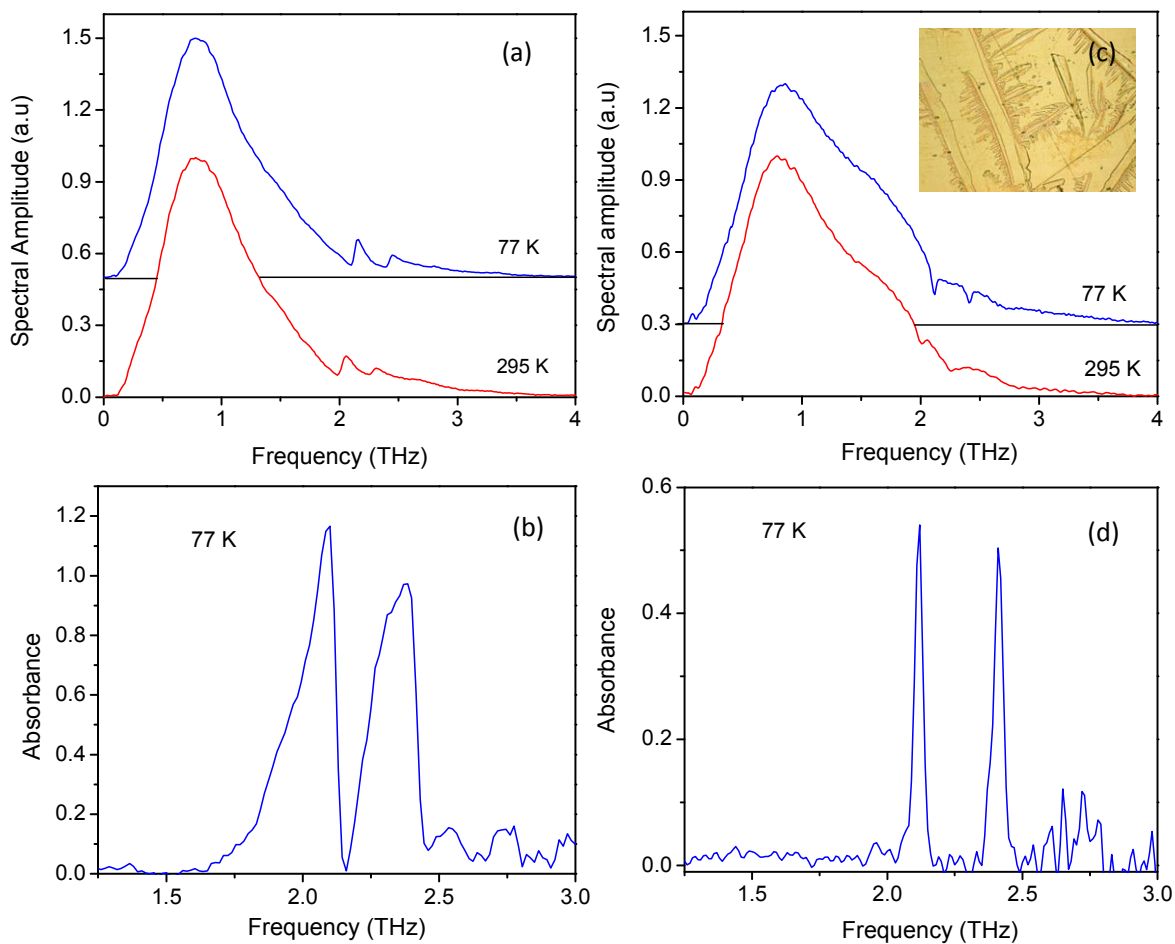 (a)
Spectral Amplitude (a.u)
1.5
1.2
0.9
0.6
0.3
0.0
77 K
295 K
0 1 2 3 4
Frequency (THz)
(c)
Spectral amplitude (a.u)
1.5
1.2
0.9
0.6
0.3
0.0
77 K
295 K
0 1 2 3 4
Frequency (THz)
(b)
77 K
Absorbance
1.2
1.0
0.8
0.6
0.4
0.2
0.0
1.5 2.0 2.5 3.0
Frequency (THz)
(d)
77 K
Absorbance
0.6
0.4
0.2
0.0
1.5 2.0 2.5 3.0
Frequency (THz)